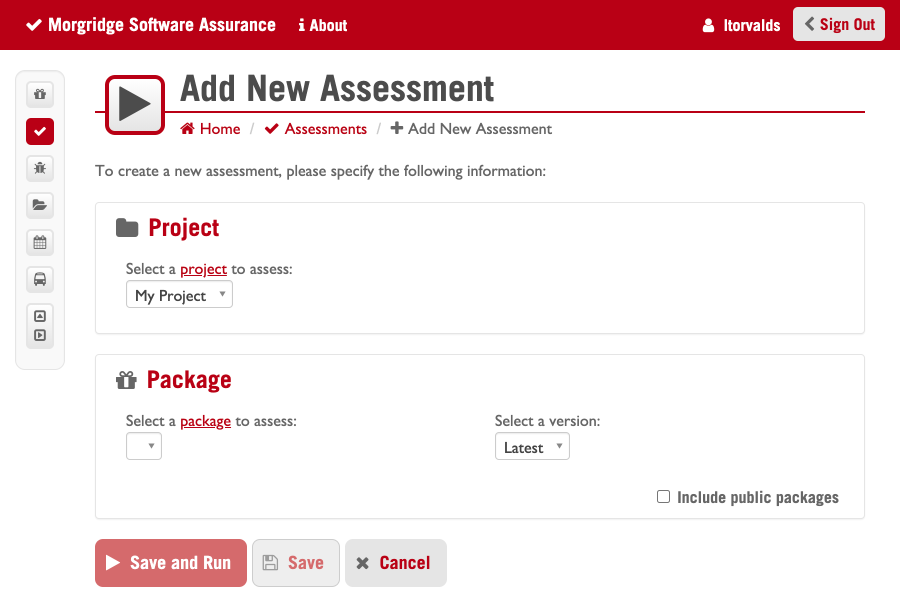 Morgridge Software Assurance About ltorvalds Sign Out
Add New Assessment
Home / Assessments / Add New Assessment
To create a new assessment, please specify the following information:
Project
Select a project to assess:
My Project
Package
Select a package to assess: Select a version:
Latest
Include public packages
Save and Run Save Cancel